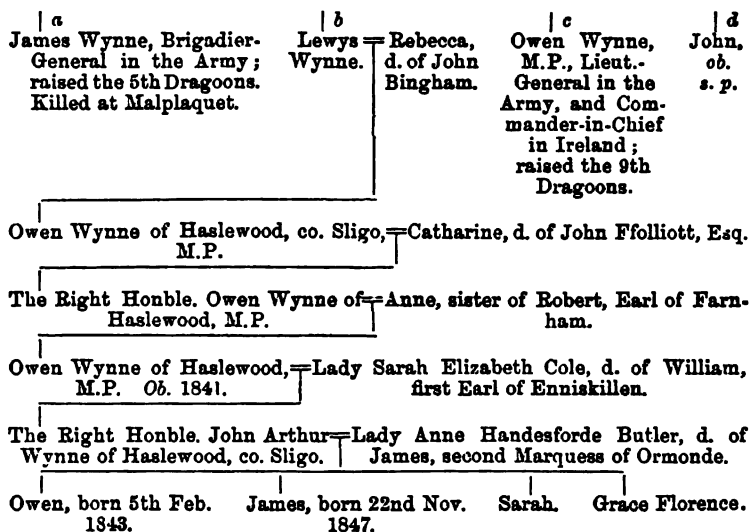 a
James Wynne, Brigadier-
General in the Army;
raised the 5th Dragoons.
Killed at Malplaquet.
b
Lewys = Rebecca,
Wynne. d. of John
Bingham.
c
Owen Wynne,
M.P., Lieut.-
General in the
Army, and Com-
mander-in-Chief
in Ireland;
raised the 9th
Dragoons.
d
John,
ob.
s. p.
Owen Wynne of Haslewood, co. Sligo, = Catharine, d. of John Ffolliott, Esq.
M.P.
The Right Honble. Owen Wynne of = Anne, sister of Robert, Earl of Farn-
Haslewood, M.P. ham.
Owen Wynne of Haslewood, = Lady Sarah Elizabeth Cole, d. of William,
M.P. Ob. 1841. first Earl of Enniskillen.
The Right Honble. John Arthur = Lady Anne Handesforde Butler, d. of
Wynne of Haslewood, co. Sligo. James, second Marquess of Ormonde.
Owen, born 5th Feb. James, born 22nd Nov. Sarah. Grace Florence.
1843. 1847.